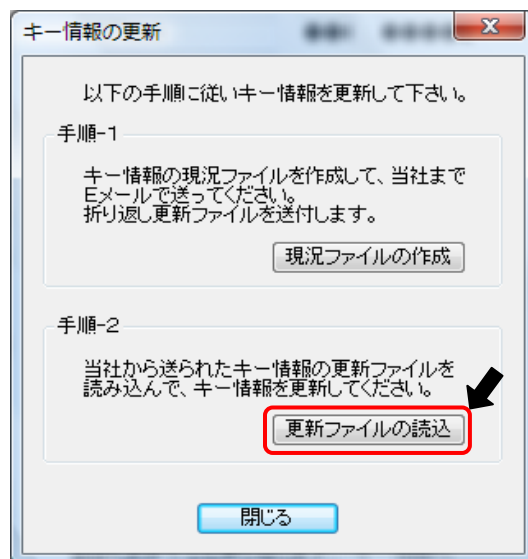 キー情報の更新
以下の手順に従いキー情報を更新して下さい。
手順-1
キー情報の現況ファイルを作成して、当社まで
Eメールで送ってください。
折り返し更新ファイルを送付します。
現況ファイルの作成
手順-2
当社から送られたキー情報の更新ファイルを
読み込んで、キー情報を更新してください。
更新ファイルの読込
閉じる